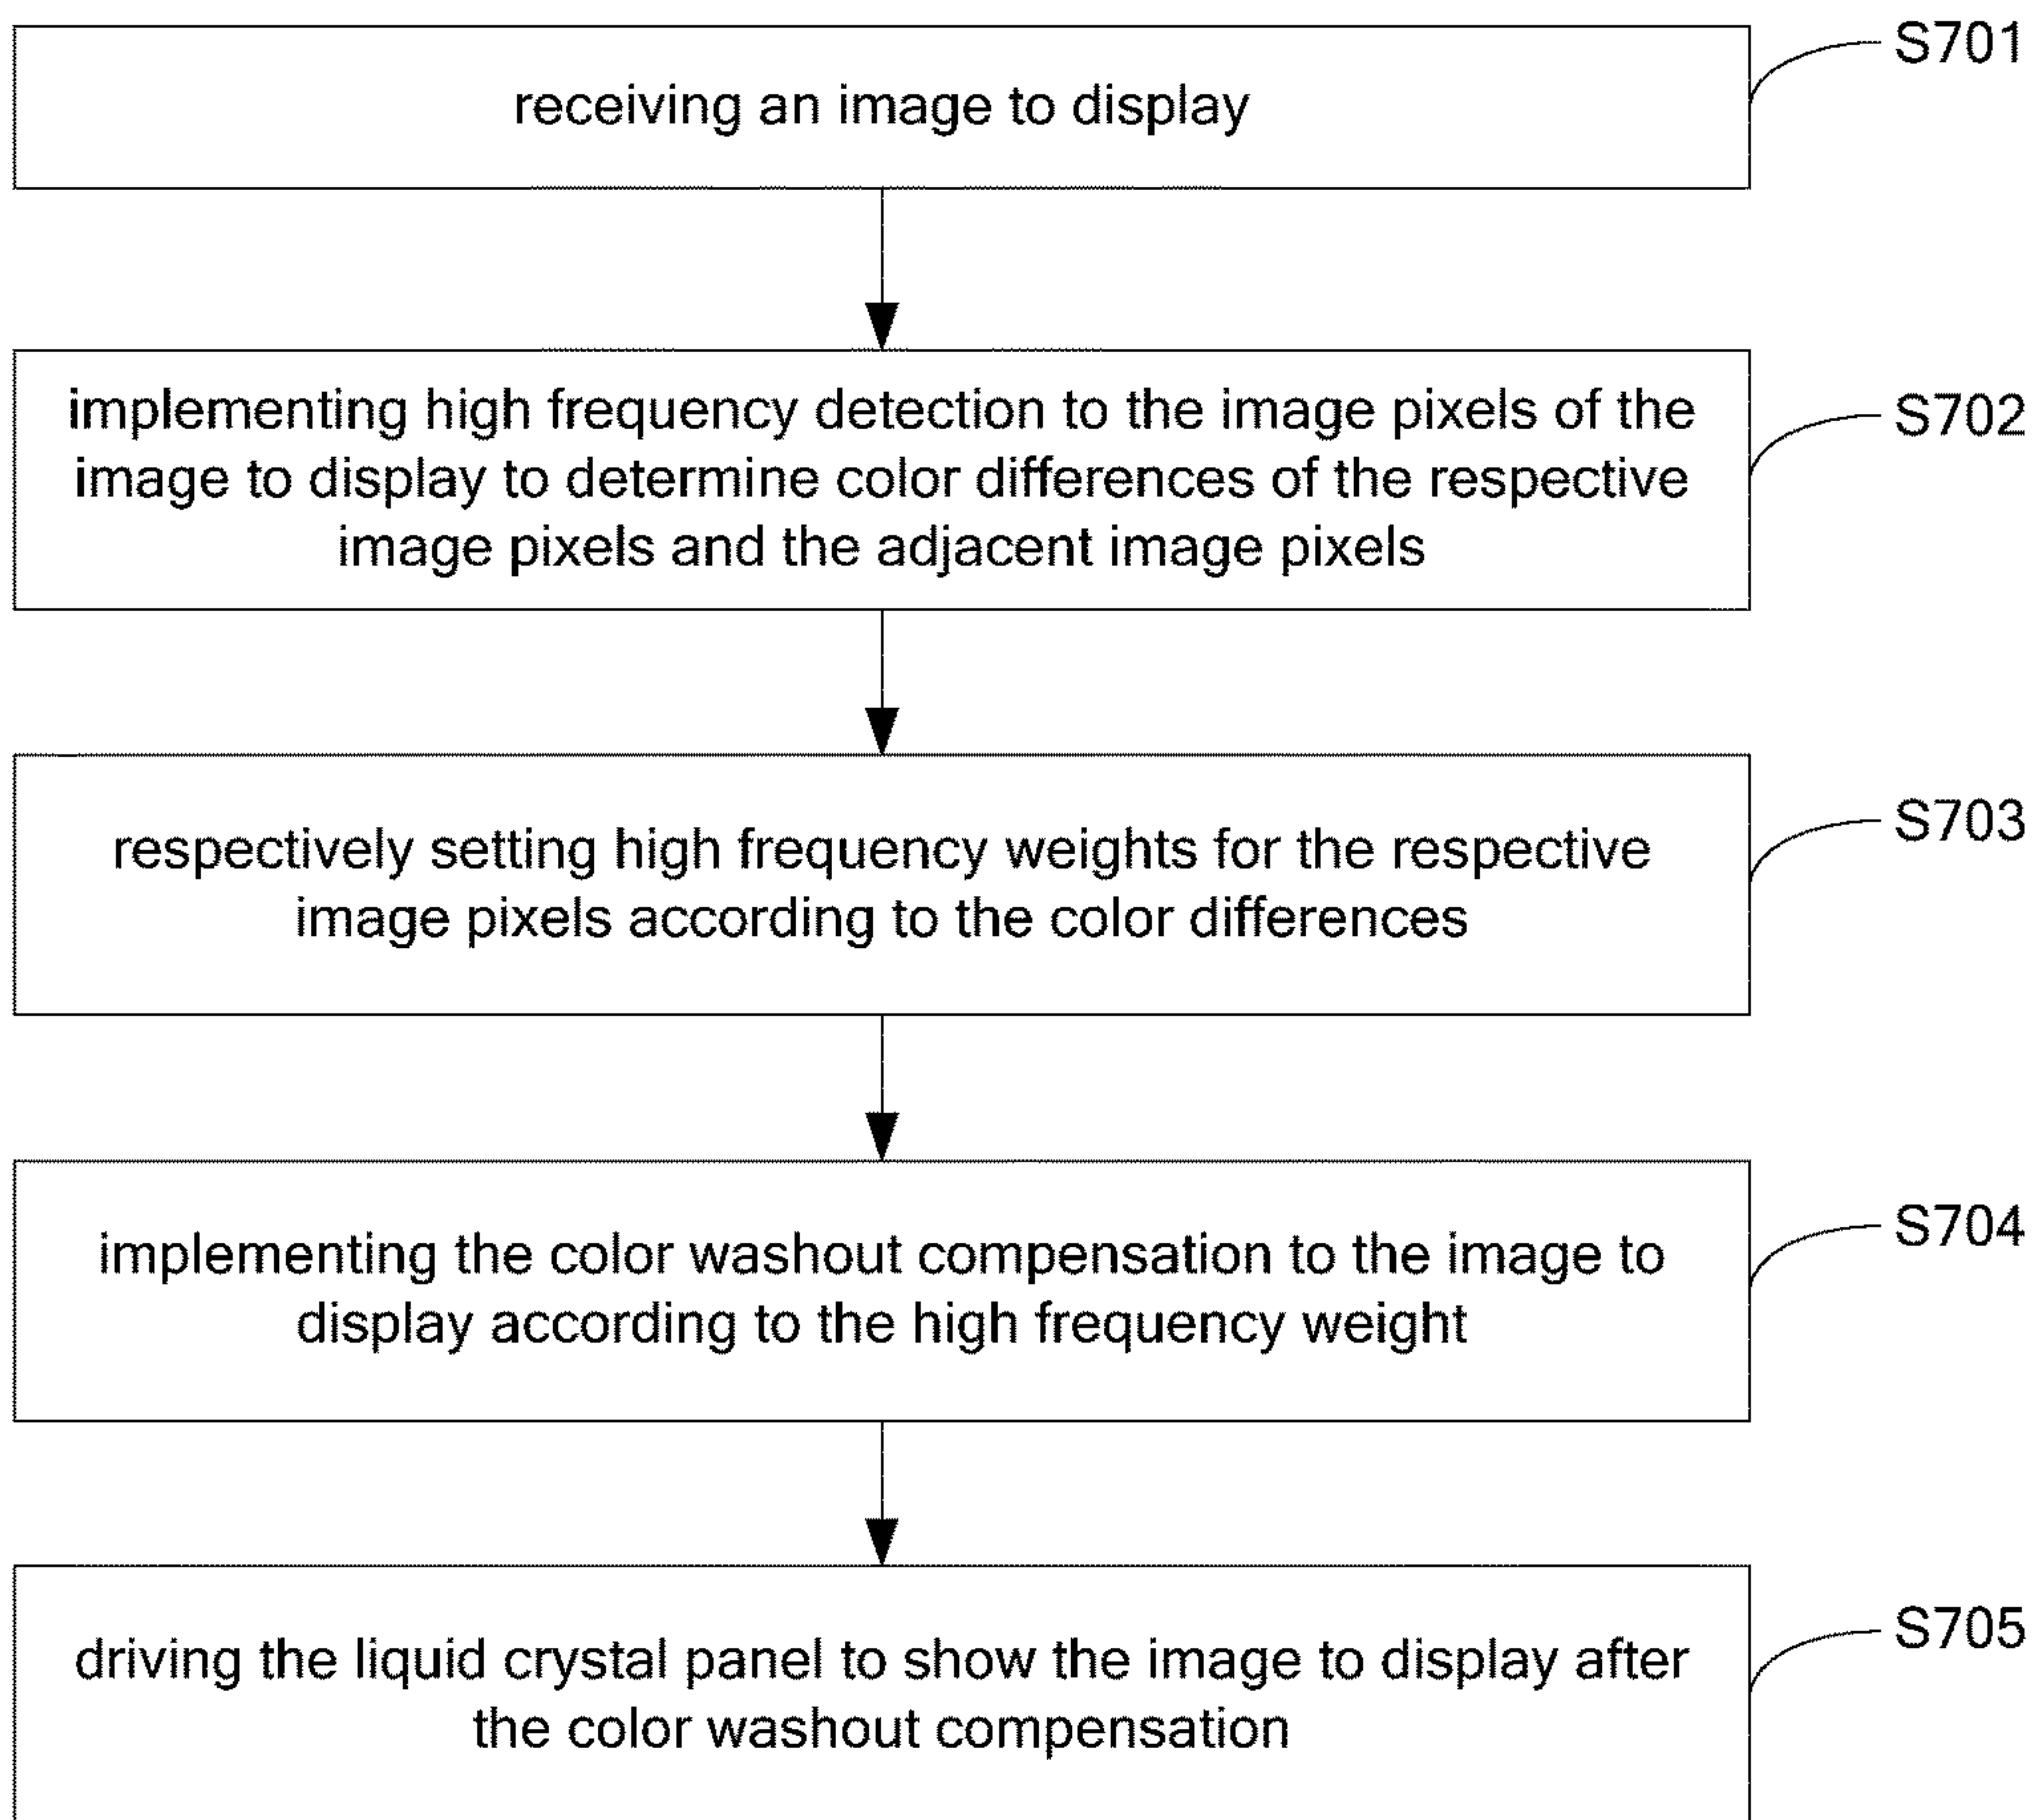 receiving an image to display
S701
implementing high frequency detection to the image pixels of the
image to display to determine color differences of the respective
image pixels and the adjacent image pixels
S702
respectively setting high frequency weights for the respective
image pixels according to the color differences
S703
implementing the color washout compensation to the image to
display according to the high frequency weight
S704
driving the liquid crystal panel to show the image to display after
the color washout compensation
S705